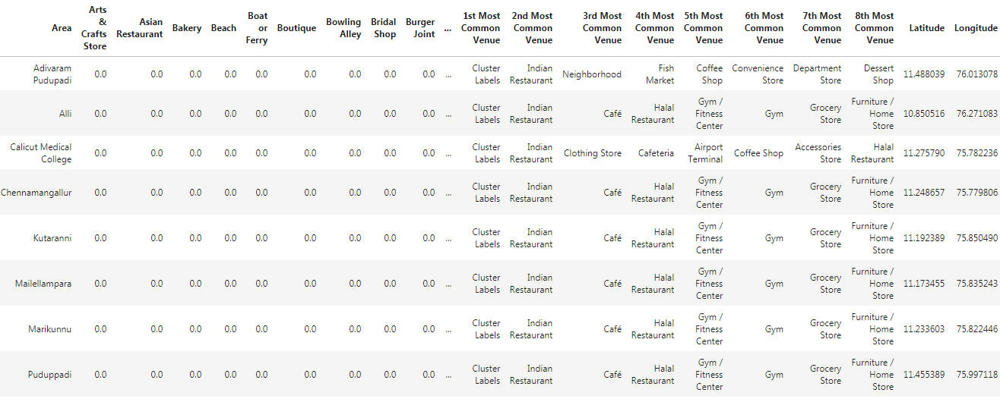 Area Arts & Crafts Store Asian Restaurant Bakery Beach Boat or Ferry Boutique Bowling Alley Bridal Shop Burger Joint ... 1st Most Common Venue 2nd Most Common Venue 3rd Most Common Venue 4th Most Common Venue 5th Most Common Venue 6th Most Common Venue 7th Most Common Venue 8th Most Common Venue Latitude Longitude
Adivaram Pudupadi 0.0 0.0 0.0 0.0 0.0 0.0 0.0 0.0 0.0 ... Cluster Labels Indian Restaurant Neighborhood Fish Market Coffee Shop Convenience Store Department Store Dessert Shop 11.488039 76.013078
Alli 0.0 0.0 0.0 0.0 0.0 0.0 0.0 0.0 0.0 ... Cluster Labels Indian Restaurant Café Halal Restaurant Gym / Fitness Center Gym Grocery Store Furniture / Home Store 10.850516 76.271083
Calicut Medical College 0.0 0.0 0.0 0.0 0.0 0.0 0.0 0.0 0.0 ... Cluster Labels Indian Restaurant Clothing Store Cafeteria Airport Terminal Coffee Shop Accessories Store Halal Restaurant 11.275790 75.782236
Chennamangallur 0.0 0.0 0.0 0.0 0.0 0.0 0.0 0.0 0.0 ... Cluster Labels Indian Restaurant Café Halal Restaurant Gym / Fitness Center Gym Grocery Store Furniture / Home Store 11.248657 75.779806
Kutaranni 0.0 0.0 0.0 0.0 0.0 0.0 0.0 0.0 0.0 ... Cluster Labels Indian Restaurant Café Halal Restaurant Gym / Fitness Center Gym Grocery Store Furniture / Home Store 11.192389 75.850490
Mailellampara 0.0 0.0 0.0 0.0 0.0 0.0 0.0 0.0 0.0 ... Cluster Labels Indian Restaurant Café Halal Restaurant Gym / Fitness Center Gym Grocery Store Furniture / Home Store 11.173455 75.835243
Marikunnu 0.0 0.0 0.0 0.0 0.0 0.0 0.0 0.0 0.0 ... Cluster Labels Indian Restaurant Café Halal Restaurant Gym / Fitness Center Gym Grocery Store Furniture / Home Store 11.233603 75.822446
Puduppadi 0.0 0.0 0.0 0.0 0.0 0.0 0.0 0.0 0.0 ... Cluster Labels Indian Restaurant Café Halal Restaurant Gym / Fitness Center Gym Grocery Store Furniture / Home Store 11.455389 75.997118